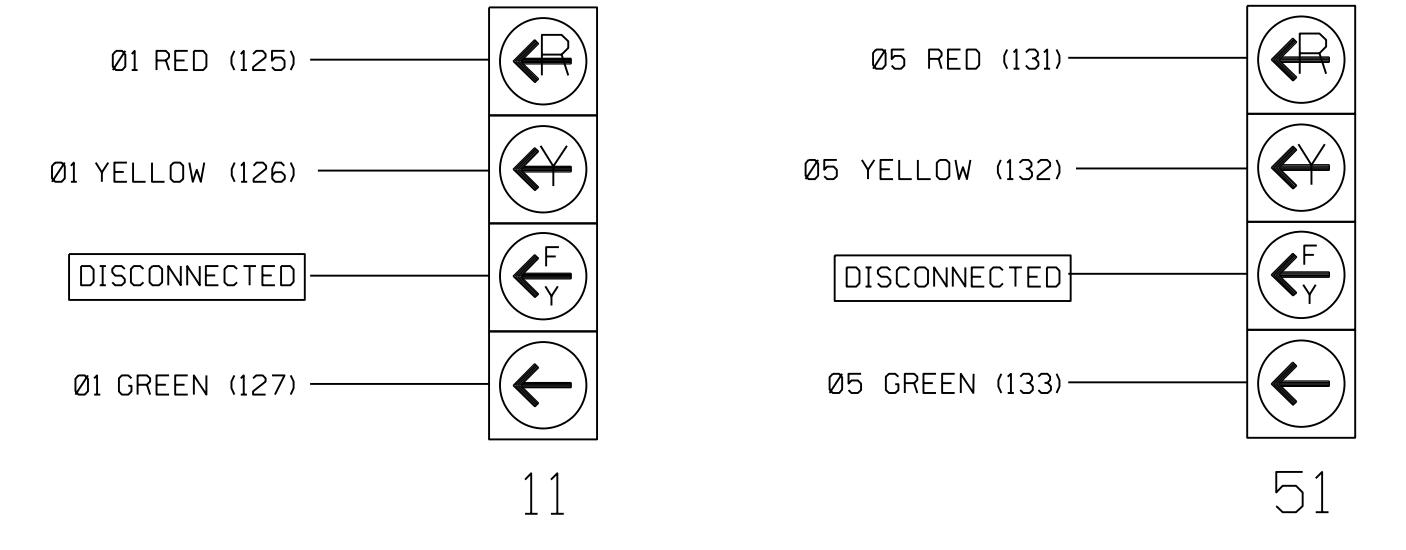 Ø1 RED (125)
R
Ø1 YELLOW (126)
Y
DISCONNECTED
F
Y
Ø1 GREEN (127)
11
Ø5 RED (131)
R
Ø5 YELLOW (132)
Y
DISCONNECTED
F
Y
Ø5 GREEN (133)
51